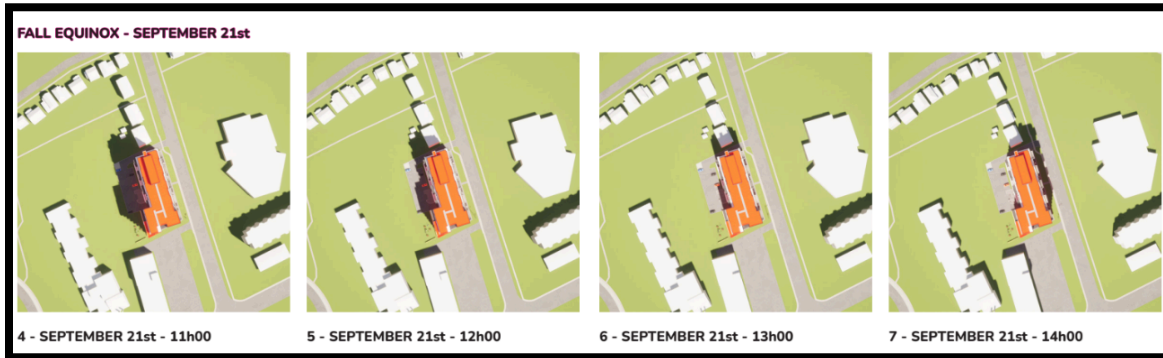 FALL EQUINOX - SEPTEMBER 21st
4 - SEPTEMBER 21st - 11h00
5 - SEPTEMBER 21st - 12h00
6 - SEPTEMBER 21st - 13h00
7 - SEPTEMBER 21st - 14h00